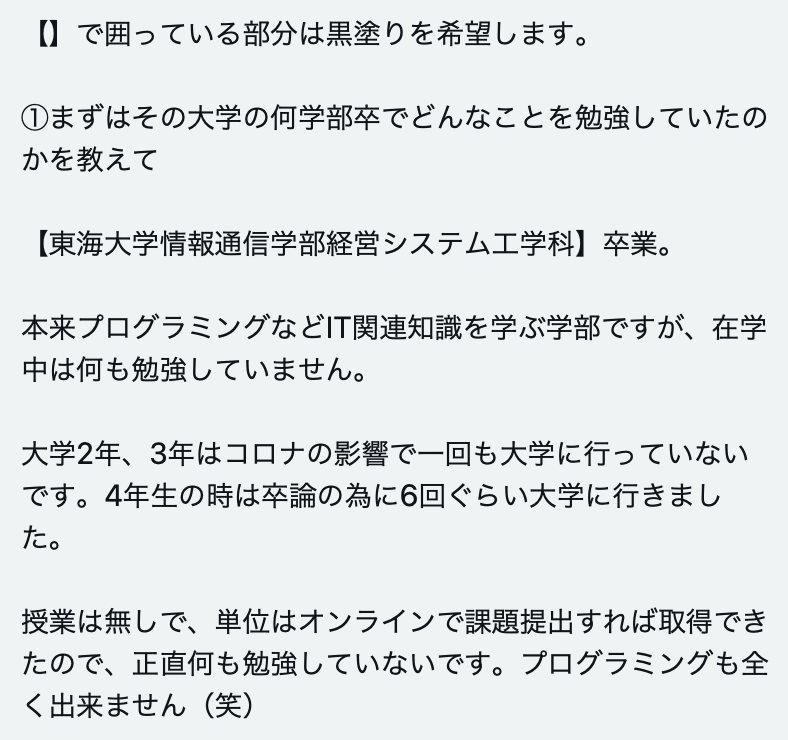 【】で囲っている部分は黒塗りを希望します。
①まずはその大学の何学部卒でどんなことを勉強していたの
かを教えて
【東海大学情報通信学部経営システム工学科】卒業。
本来プログラミングなどIT関連知識を学ぶ学部ですが、在学
中は何も勉強していません。
大学2年、3年はコロナの影響で一回も大学に行っていない
です。4年生の時は卒論の為に6回ぐらい大学に行きまし
た。
授業は無しで、単位はオンラインで課題提出すれば取得でき
たので、正直何も勉強していないです。プログラミングも全
く出来ません（笑）